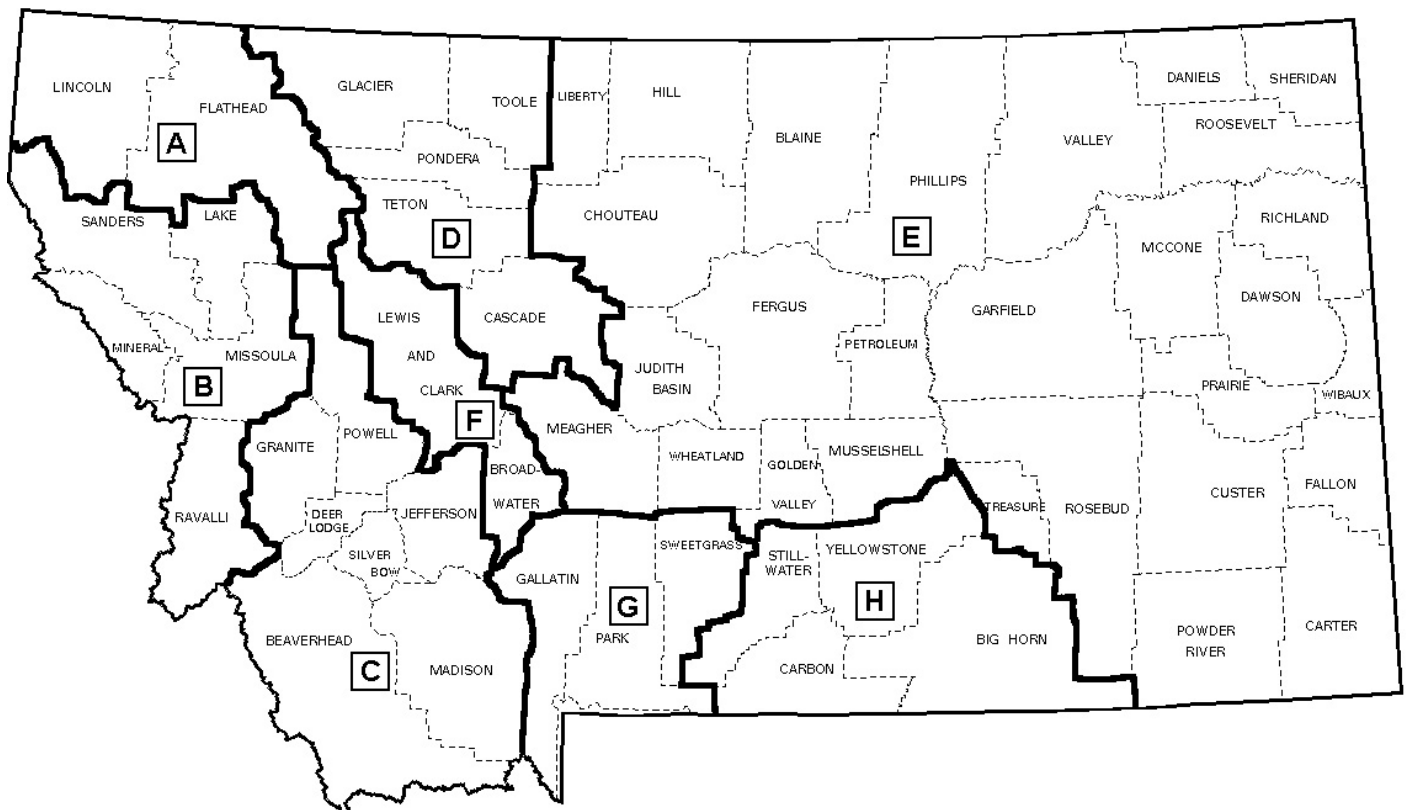 LINCOLN
FLATHEAD
A
GLACIER
TOOLE
PONDERA
TETON
D
CASCADE
LIBERTY
HILL
BLAINE
CHOUTEAU
PHILLIPS
E
VALLEY
DANIELS
SHERIDAN
ROOSEVELT
RICHLAND
MCCONE
DAWSON
GARFIELD
PRAIRIE
WIBAUX
FERGUS
PETROLEUM
JUDITH
BASIN
SANDERS
LAKE
MINERAL
MISSOULA
B
RAVALLI
GRANITE
POWELL
LEWIS
AND
CLARK
F
BROAD-
WATER
MEAGHER
WHEATLAND
GOLDEN
VALLEY
MUSSELSHELL
TREASURE
ROSEBUD
CUSTER
FALLON
DEER
LODGE
JEFFERSON
SILVER
BOW
BEAVERHEAD
C
MADISON
GALLATIN
G
PARK
SWEETGRASS
STILL-
WATER
YELLOWSTONE
H
CARBON
BIG HORN
POWDER
RIVER
CARTER